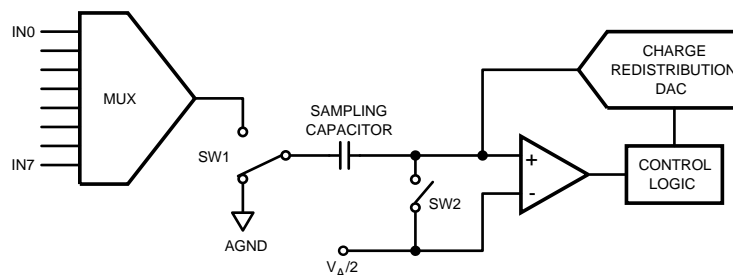 IN0
MUX
IN7
SW1
AGND
SAMPLING
CAPACITOR
SW2
VA/2
+
-
CHARGE
REDISTRIBUTION
DAC
CONTROL
LOGIC